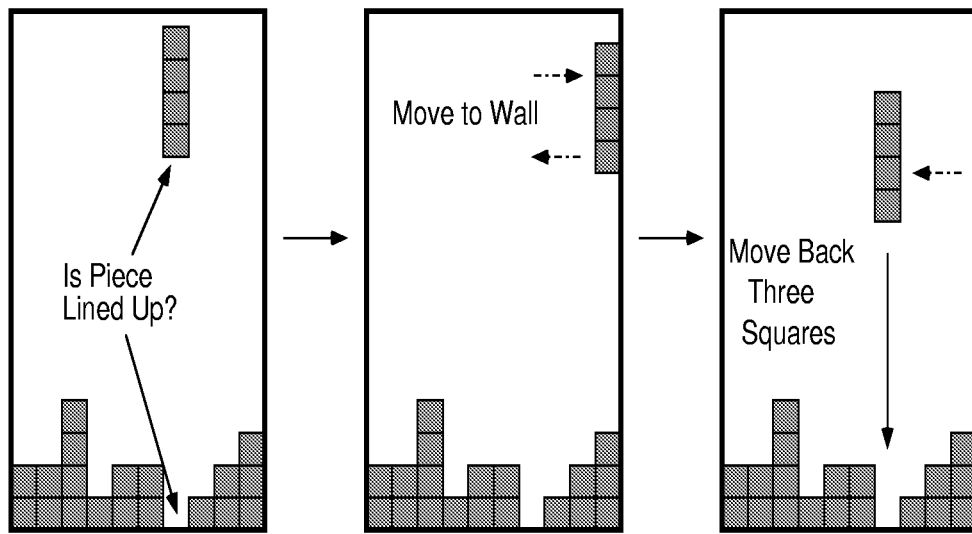 Is Piece
Lined Up?
Move to Wall
Move Back
Three
Squares